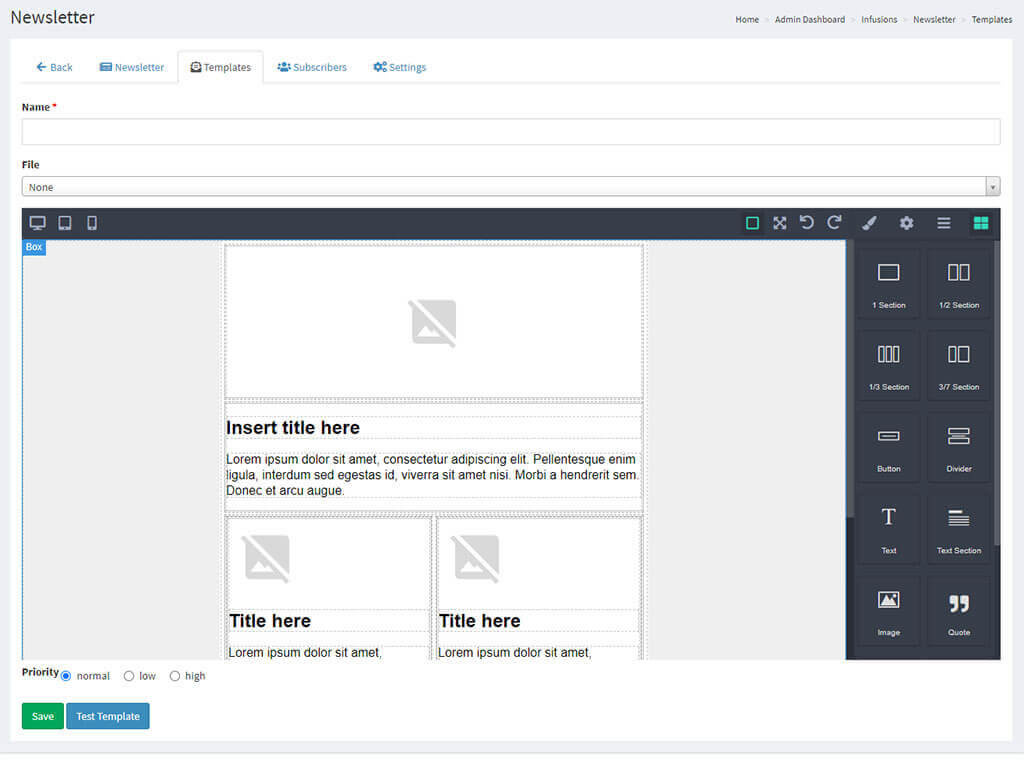 Newsletter
Home > Admin Dashboard > Infusions > Newsletter > Templates
Back Newsletter Templates Subscribers Settings
Name *
File
None
Box
1 Section 1/2 Section
1/3 Section 3/7 Section
Insert title here
Lorem ipsum dolor sit amet, consectetur adipiscing elit. Pellentesque enim
ligula, interdum sed egestas id, viverra sit amet nisi. Morbi a hendrerit sem.
Donec et arcu augue.
Button Divider
Text Text Section
Title here Title here
Lorem ipsum dolor sit amet, Lorem ipsum dolor sit amet,
Image Quote
Priority normal low high
Save Test Template